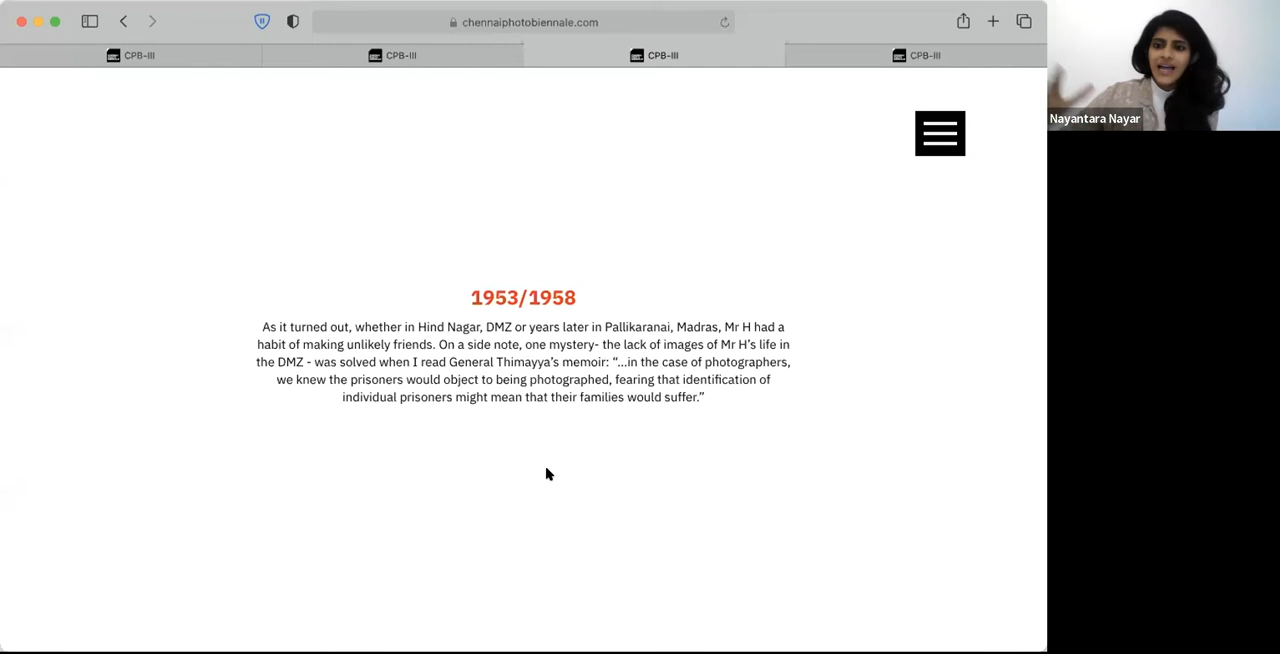 chennaiphotobiennale.com
CPB-III
CPB-III
CPB-III
CPB-III
Nayantara Nayar
1953/1958
As it turned out, whether in Hind Nagar, DMZ or years later in Pallikaranai, Madras, Mr H had a
habit of making unlikely friends. On a side note, one mystery- the lack of images of Mr H’s life in
the DMZ - was solved when I read General Thimayya’s memoir: “...in the case of photographers,
we knew the prisoners would object to being photographed, fearing that identification of
individual prisoners might mean that their families would suffer.”